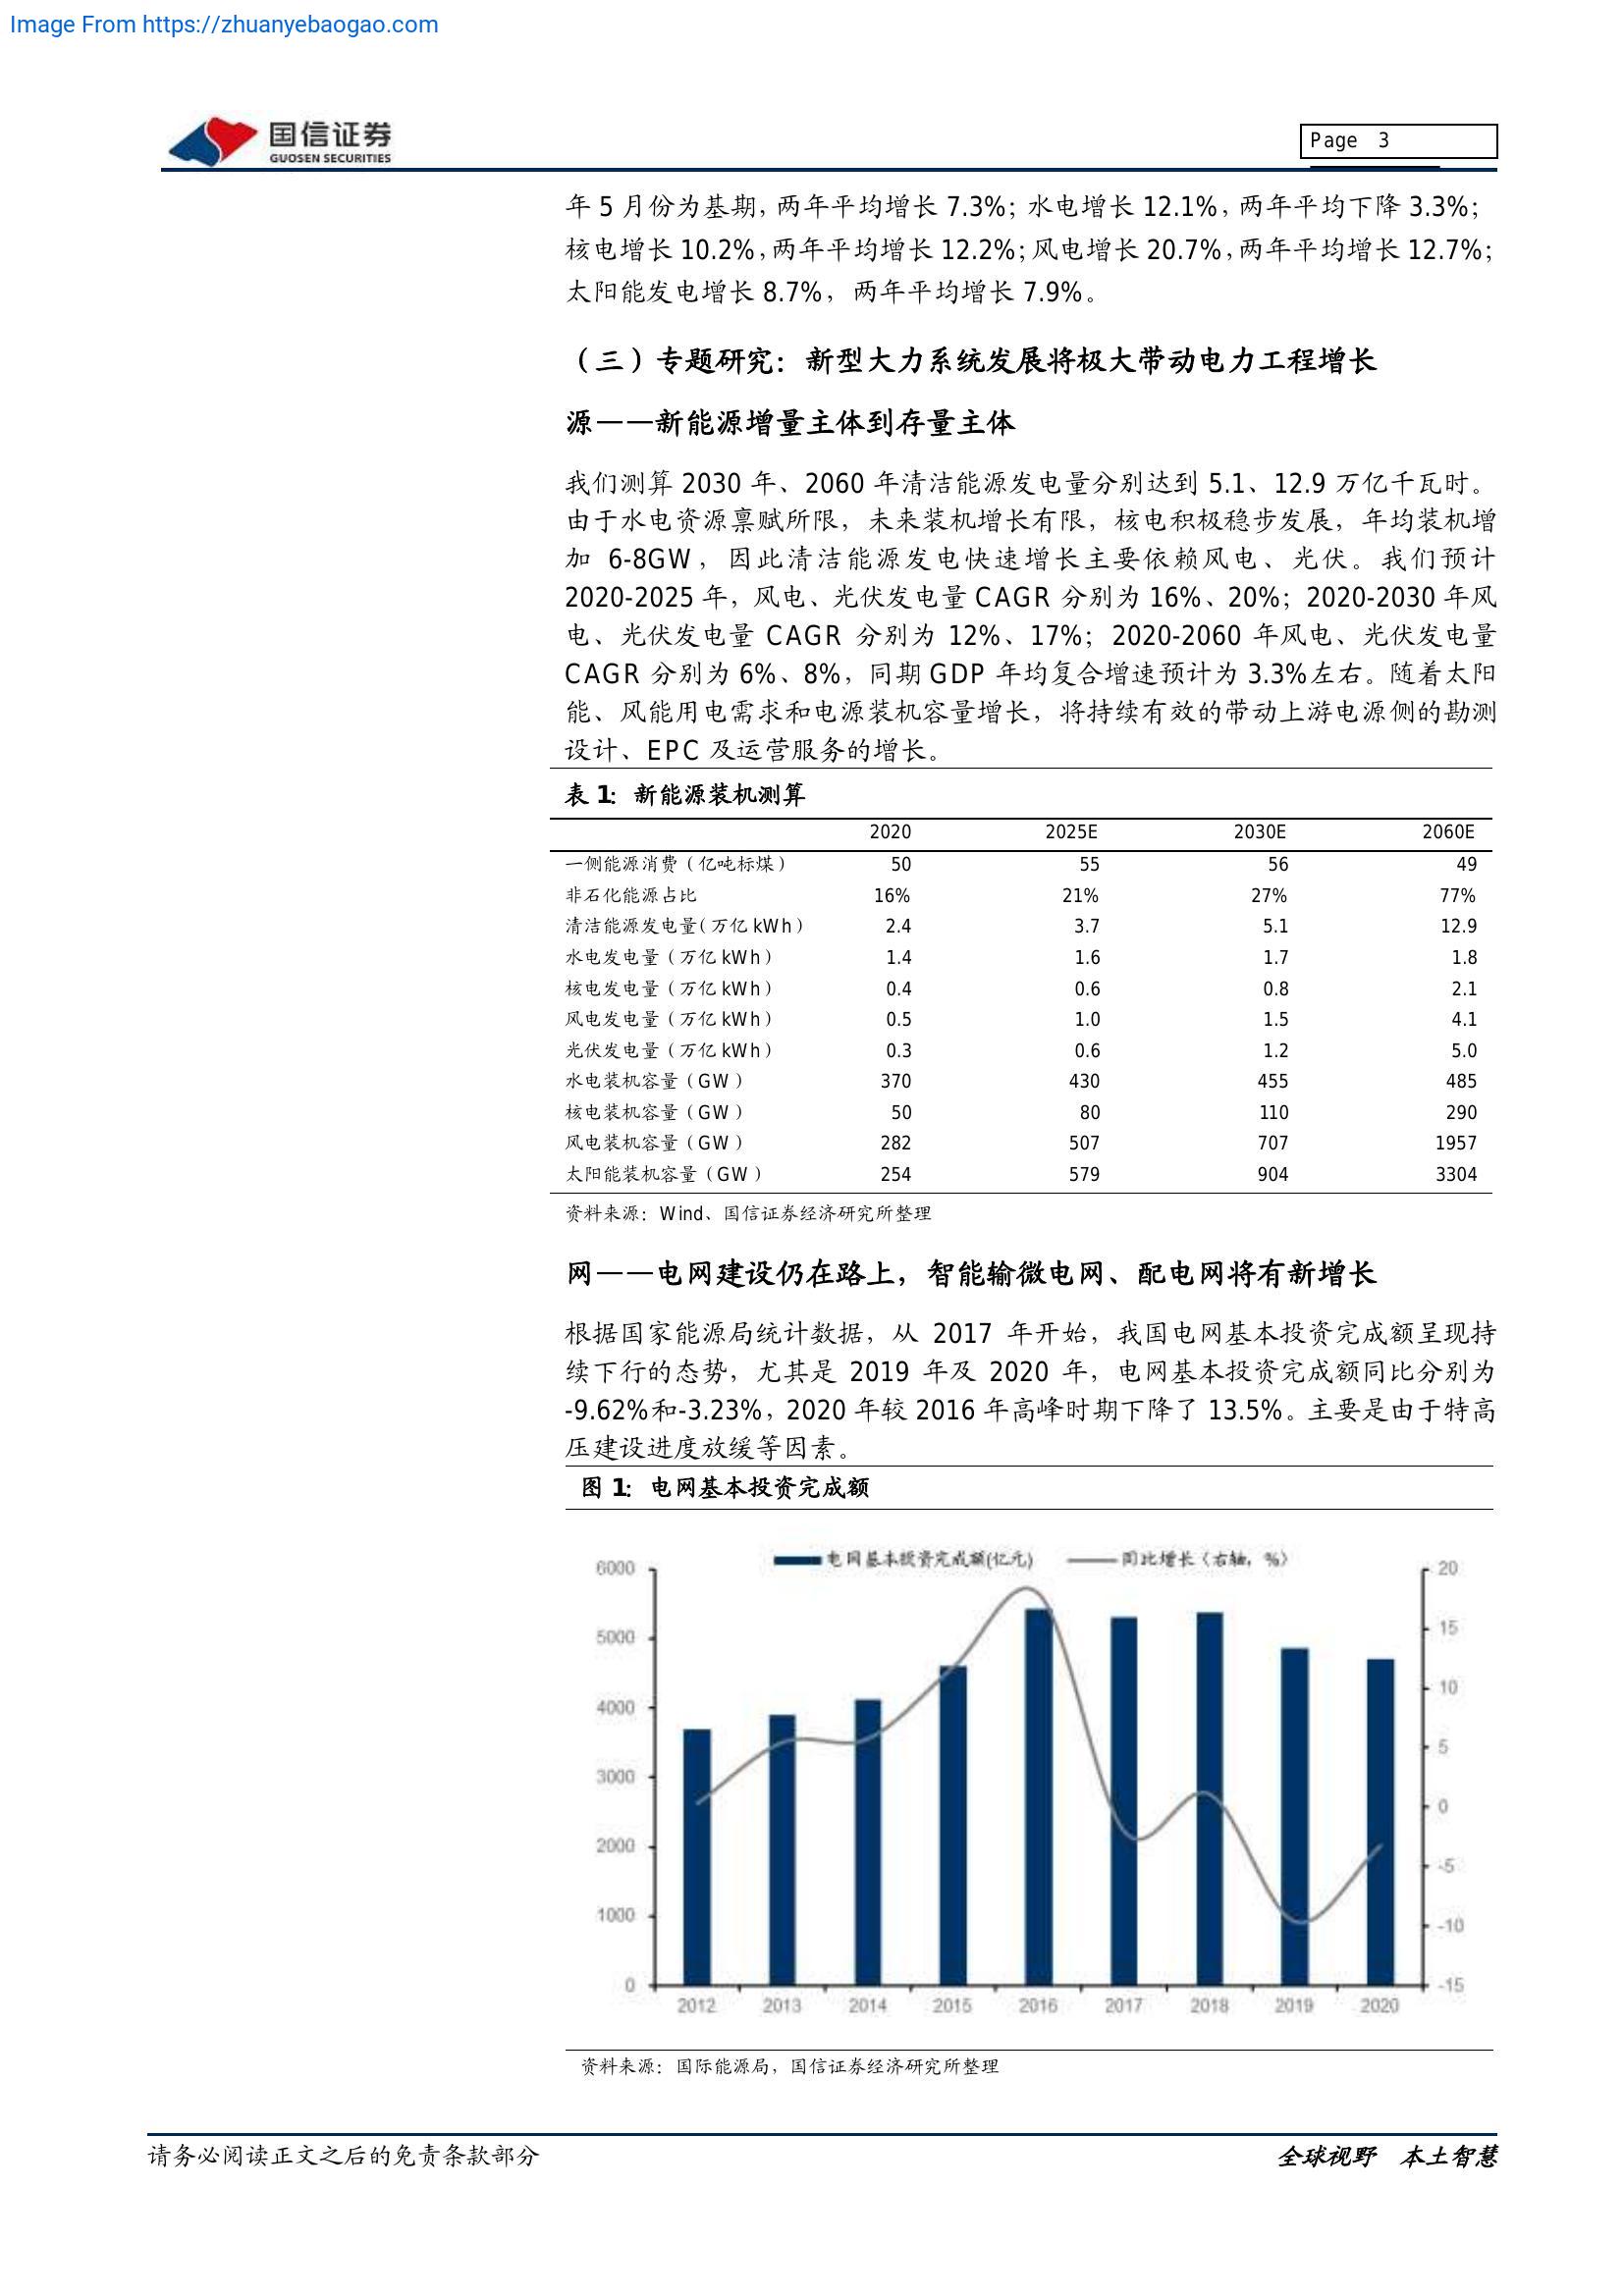 Image From https://zhuanyebaogao.com
国信证券
GUOSEN SECURITIES
Page 3
年 5 月份为基期，两年平均增长 7.3%；水电增长 12.1%，两年平均下降 3.3%；
核电增长 10.2%，两年平均增长 12.2%；风电增长 20.7%，两年平均增长 12.7%；
太阳能发电增长 8.7%，两年平均增长 7.9%。
（三）专题研究：新型大力系统发展将极大带动电力工程增长
源——新能源增量主体到存量主体
我们测算 2030 年、2060 年清洁能源发电量分别达到 5.1、12.9 万亿千瓦时。
由于水电资源禀赋所限，未来装机增长有限，核电积极稳步发展，年均装机增
加 6-8GW，因此清洁能源发电快速增长主要依赖风电、光伏。我们预计
2020-2025 年，风电、光伏发电量 CAGR 分别为 16%、20%；2020-2030 年风
电、光伏发电量 CAGR 分别为 12%、17%；2020-2060 年风电、光伏发电量
CAGR 分别为 6%、8%，同期 GDP 年均复合增速预计为 3.3%左右。随着太阳
能、风能用电需求和电源装机容量增长，将持续有效的带动上游电源侧的勘测
设计、EPC 及运营服务的增长。
表 1：新能源装机测算
2020 2025E 2030E 2060E
一侧能源消费（亿吨标煤） 50 55 56 49
非石化能源占比 16% 21% 27% 77%
清洁能源发电量（万亿 kWh） 2.4 3.7 5.1 12.9
水电发电量（万亿 kWh） 1.4 1.6 1.7 1.8
核电发电量（万亿 kWh） 0.4 0.6 0.8 2.1
风电发电量（万亿 kWh） 0.5 1.0 1.5 4.1
光伏发电量（万亿 kWh） 0.3 0.6 1.2 5.0
水电装机容量（GW） 370 430 455 485
核电装机容量（GW） 50 80 110 290
风电装机容量（GW） 282 507 707 1957
太阳能装机容量（GW） 254 579 904 3304
资料来源：Wind、国信证券经济研究所整理
网——电网建设仍在路上，智能输微电网、配电网将有新增长
根据国家能源局统计数据，从 2017 年开始，我国电网基本投资完成额呈现持
续下行的态势，尤其是 2019 年及 2020 年，电网基本投资完成额同比分别为
-9.62%和-3.23%，2020 年较 2016 年高峰时期下降了 13.5%。主要是由于特高
压建设进度放缓等因素。
图 1：电网基本投资完成额
电网基本投资完成额(亿元) 同比增长（右轴，%）
6000 20
5000 15
4000 10
3000 5
2000 0
1000 -5
0 -10
-15
2012 2013 2014 2015 2016 2017 2018 2019 2020
资料来源：国际能源局，国信证券经济研究所整理
请务必阅读正文之后的免责条款部分 全球视野 本土智慧